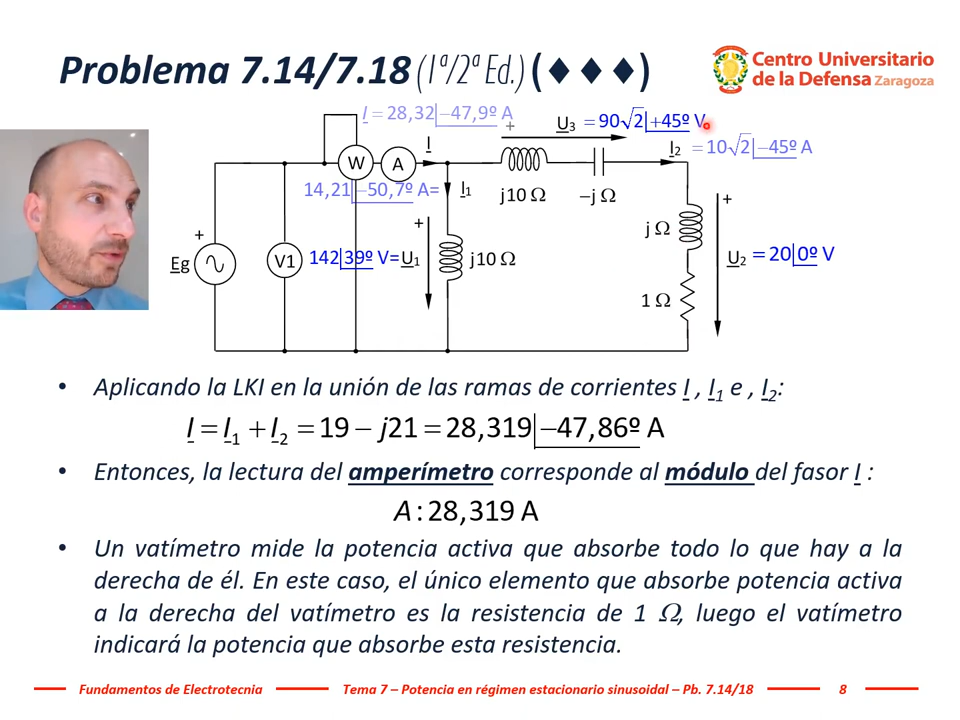 Problema 7.14/7.18 (1ª/2ª Ed.) (♦♦♦)
Centro Universitario
de la Defensa Zaragoza
I = 28,32|−47,9º A
+
U3 = 90√2|+45º V
I
I2 = 10√2|−45º A
W
A
14,21|−50,7º A=
I1
j10 Ω
−j Ω
+
+
+
jΩ
Eg
V1
142|39º V=U1
j10 Ω
U2 = 20|0º V
1 Ω
• Aplicando la LKI en la unión de las ramas de corrientes I , I1 e , I2:
I = I1 + I2 = 19 − j21 = 28,319|−47,86º A
• Entonces, la lectura del amperímetro corresponde al módulo del fasor I :
A : 28,319 A
• Un vatímetro mide la potencia activa que absorbe todo lo que hay a la
derecha de él. En este caso, el único elemento que absorbe potencia activa
a la derecha del vatímetro es la resistencia de 1 Ω, luego el vatímetro
indicará la potencia que absorbe esta resistencia.
Fundamentos de Electrotecnia
Tema 7 – Potencia en régimen estacionario sinusoidal – Pb. 7.14/18
8